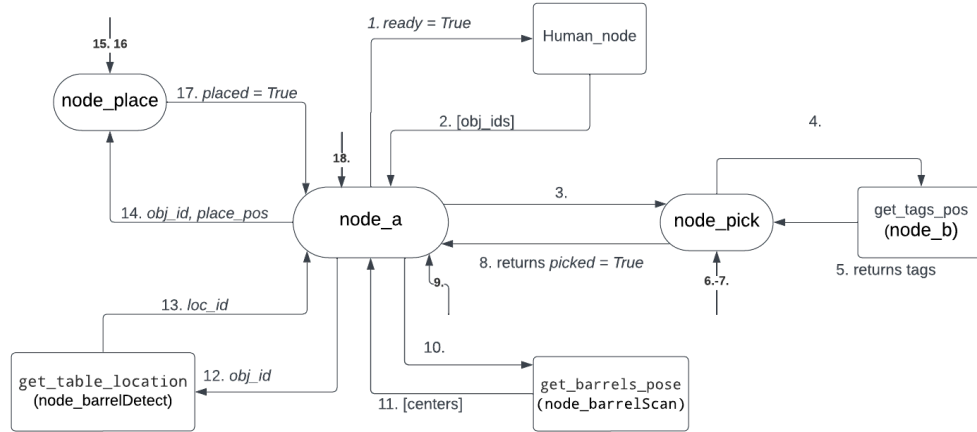 1. ready = True
Human_node
15. 16
node_place
17. placed = True
2. [obj_ids]
4.
18.
3.
14. obj_id, place_pos
node_a
node_pick
get_tags_pos
(node_b)
8. returns picked = True
5. returns tags
9.
6.-7.
13. loc_id
10.
get_table_location
(node_barrelDetect)
12. obj_id
11. [centers]
get_barrels_pose
(node_barrelScan)